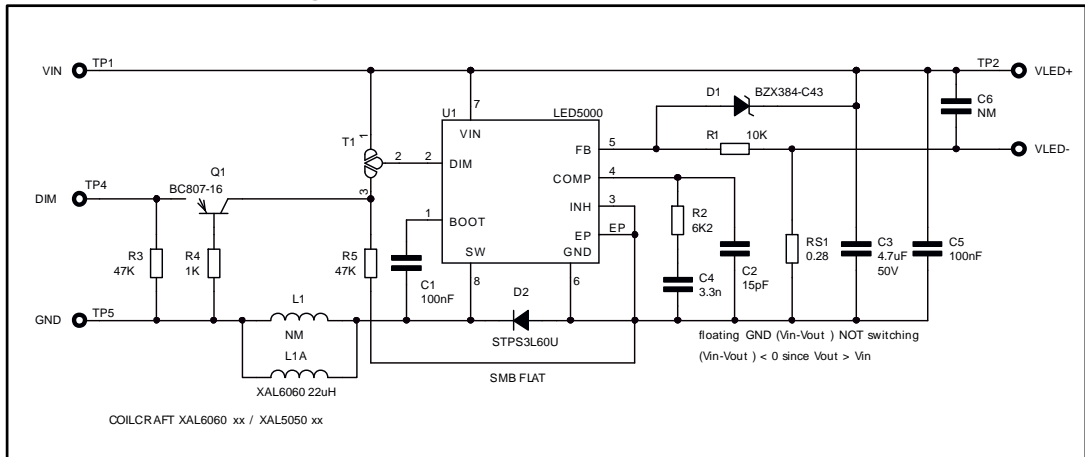 VIN
TP1
TP2
VLED+
7
U1
LED5000
VIN
D1
BZX384-C43
C6
NM
T1
1
2
2
DIM
FB
5
R1
10K
VLED-
COMP
4
3
Q1
BC807-16
DIM
TP4
1
BOOT
INH
3
R2
6K2
EP
EP
SW
GND
R3
47K
R4
1K
R5
47K
C1
100nF
8
6
C4
3.3n
C2
15pF
RS1
0.28
C3
4.7uF
50V
C5
100nF
L1
D2
GND
TP5
NM
STPS3L60U
floating GND (Vin-Vout ) NOT switching
L1A
(Vin-Vout ) < 0 since Vout > Vin
SMB FLAT
XAL6060 22uH
COILCRAFT XAL6060 xx / XAL5050 xx